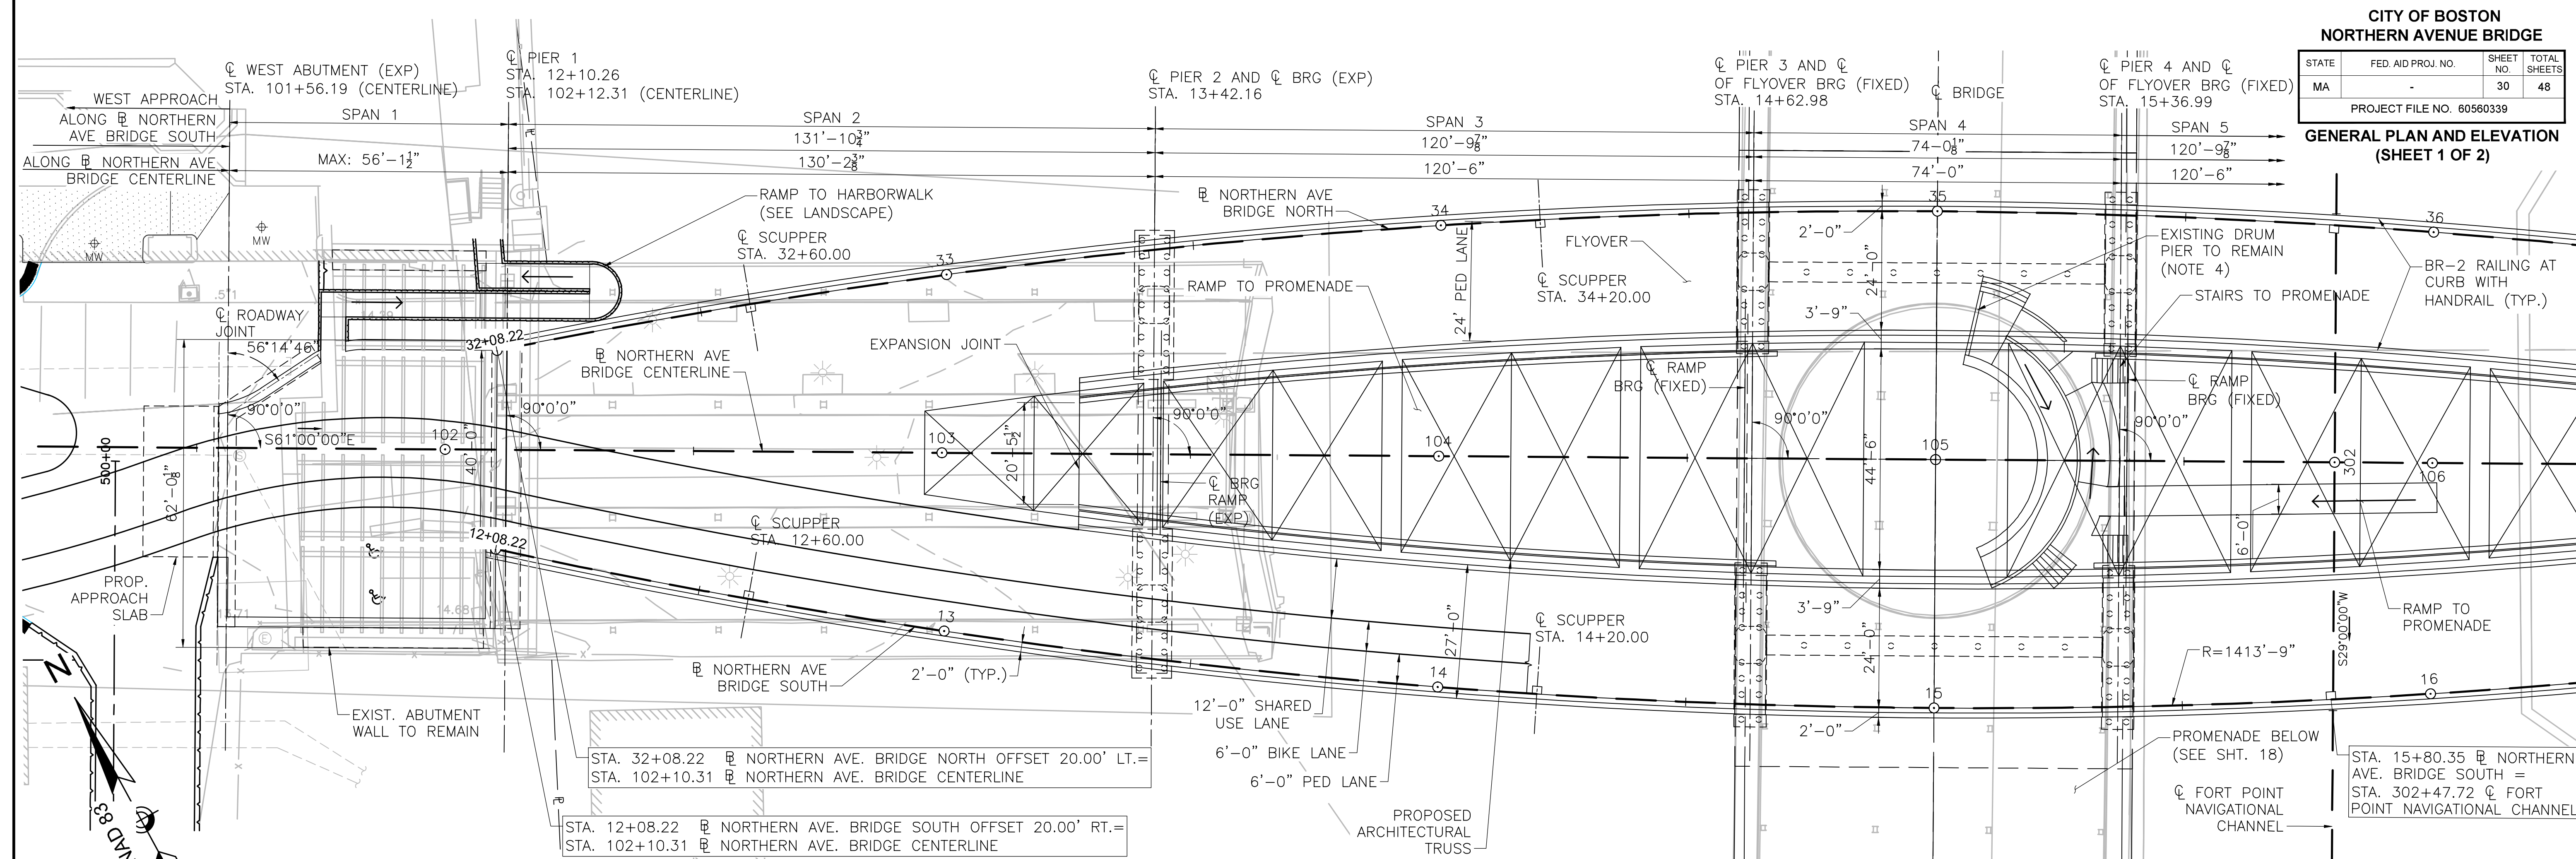 CITY OF BOSTON
NORTHERN AVENUE BRIDGE
STATE FED. AID PROJ. NO. SHEET NO. TOTAL SHEETS
MA - 30 48
PROJECT FILE NO. 60560339
GENERAL PLAN AND ELEVATION
(SHEET 1 OF 2)
℄ WEST ABUTMENT (EXP)
STA. 101+56.19 (CENTERLINE)
℄ PIER 1
STA. 12+10.26
STA. 102+12.31 (CENTERLINE)
℄ PIER 2 AND ℄ BRG (EXP)
STA. 13+42.16
℄ PIER 3 AND ℄
OF FLYOVER BRG (FIXED)
STA. 14+62.98
℄ BRIDGE
℄ PIER 4 AND ℄
OF FLYOVER BRG (FIXED)
STA. 15+36.99
WEST APPROACH
SPAN 1
SPAN 2
SPAN 3
SPAN 4
SPAN 5
ALONG BL NORTHERN
AVE BRIDGE SOUTH
131'-10¾"
120'-9⅞"
74-0⅛"
120'-9⅞"
ALONG BL NORTHERN AVE
BRIDGE CENTERLINE
MAX: 56'-1½"
130'-2⅜"
120'-6"
74'-0"
120'-6"
RAMP TO HARBORWALK
(SEE LANDSCAPE)
BL NORTHERN AVE
BRIDGE NORTH
34
35
36
MW
MW
℄ SCUPPER
STA. 32+60.00
33
24' PED LANE
FLYOVER
2'-0"
24'-0"
EXISTING DRUM
PIER TO REMAIN
(NOTE 4)
BR-2 RAILING AT
CURB WITH
HANDRAIL (TYP.)
RAMP TO PROMENADE
℄ SCUPPER
STA. 34+20.00
STAIRS TO PROMENADE
3'-9"
℄ ROADWAY
JOINT
56°14'46"
32+08.22
EXPANSION JOINT
BL NORTHERN AVE
BRIDGE CENTERLINE
℄ RAMP
BRG (FIXED)
℄ RAMP
BRG (FIXED)
90°0'0"
90°0'0"
90°0'0"
90°0'0"
90°0'0"
S61°00'00"E
102
40'-0"
103
20'-5½"
104
44'-6"
105
302
106
500+00
62'-0⅛"
℄ BRG
RAMP
(EXP)
℄ SCUPPER
STA. 12+60.00
12+08.22
6'-0"
PROP.
APPROACH
SLAB
13.71
14.68
13
27'-0"
℄ SCUPPER
STA. 14+20.00
3'-9"
24'-0"
RAMP TO
PROMENADE
S29°00'00"W
R=1413'-9"
BL NORTHERN AVE
BRIDGE SOUTH
2'-0" (TYP.)
14
15
16
N
NAD 83
EXIST. ABUTMENT
WALL TO REMAIN
12'-0" SHARED
USE LANE
6'-0" BIKE LANE
6'-0" PED LANE
2'-0"
PROMENADE BELOW
(SEE SHT. 18)
STA. 32+08.22 BL NORTHERN AVE. BRIDGE NORTH OFFSET 20.00' LT.=
STA. 102+10.31 BL NORTHERN AVE. BRIDGE CENTERLINE
STA. 12+08.22 BL NORTHERN AVE. BRIDGE SOUTH OFFSET 20.00' RT.=
STA. 102+10.31 BL NORTHERN AVE. BRIDGE CENTERLINE
PROPOSED
ARCHITECTURAL
TRUSS
℄ FORT POINT
NAVIGATIONAL
CHANNEL
STA. 15+80.35 BL NORTHERN
AVE. BRIDGE SOUTH =
STA. 302+47.72 ℄ FORT
POINT NAVIGATIONAL CHANNEL